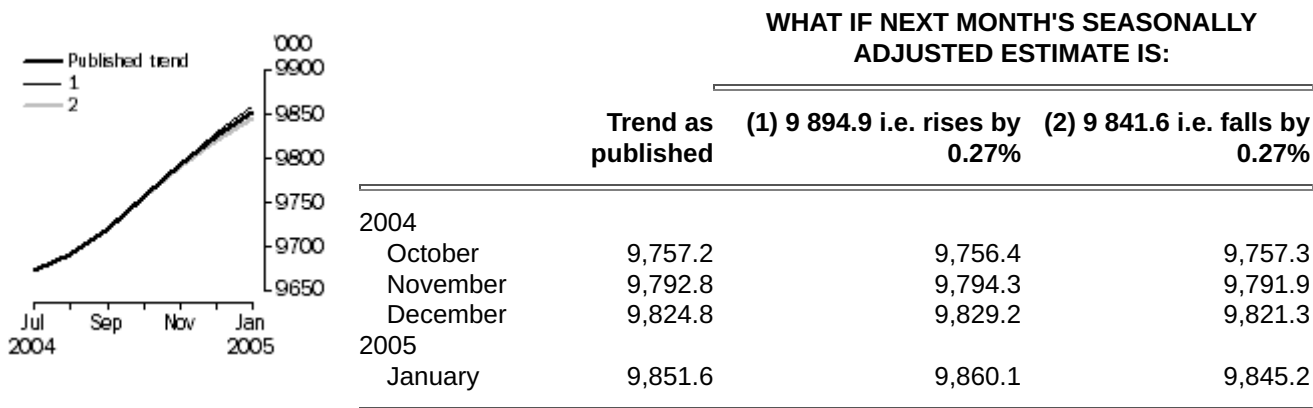 '000
Published trend
1
2
9900
9850
9800
9750
9700
9650
Jul Sep Nov Jan
2004 2005
WHAT IF NEXT MONTH'S SEASONALLY
ADJUSTED ESTIMATE IS:
Trend as (1) 9 894.9 i.e. rises by (2) 9 841.6 i.e. falls by
published 0.27% 0.27%
2004
October 9,757.2 9,756.4 9,757.3
November 9,792.8 9,794.3 9,791.9
December 9,824.8 9,829.2 9,821.3
2005
January 9,851.6 9,860.1 9,845.2